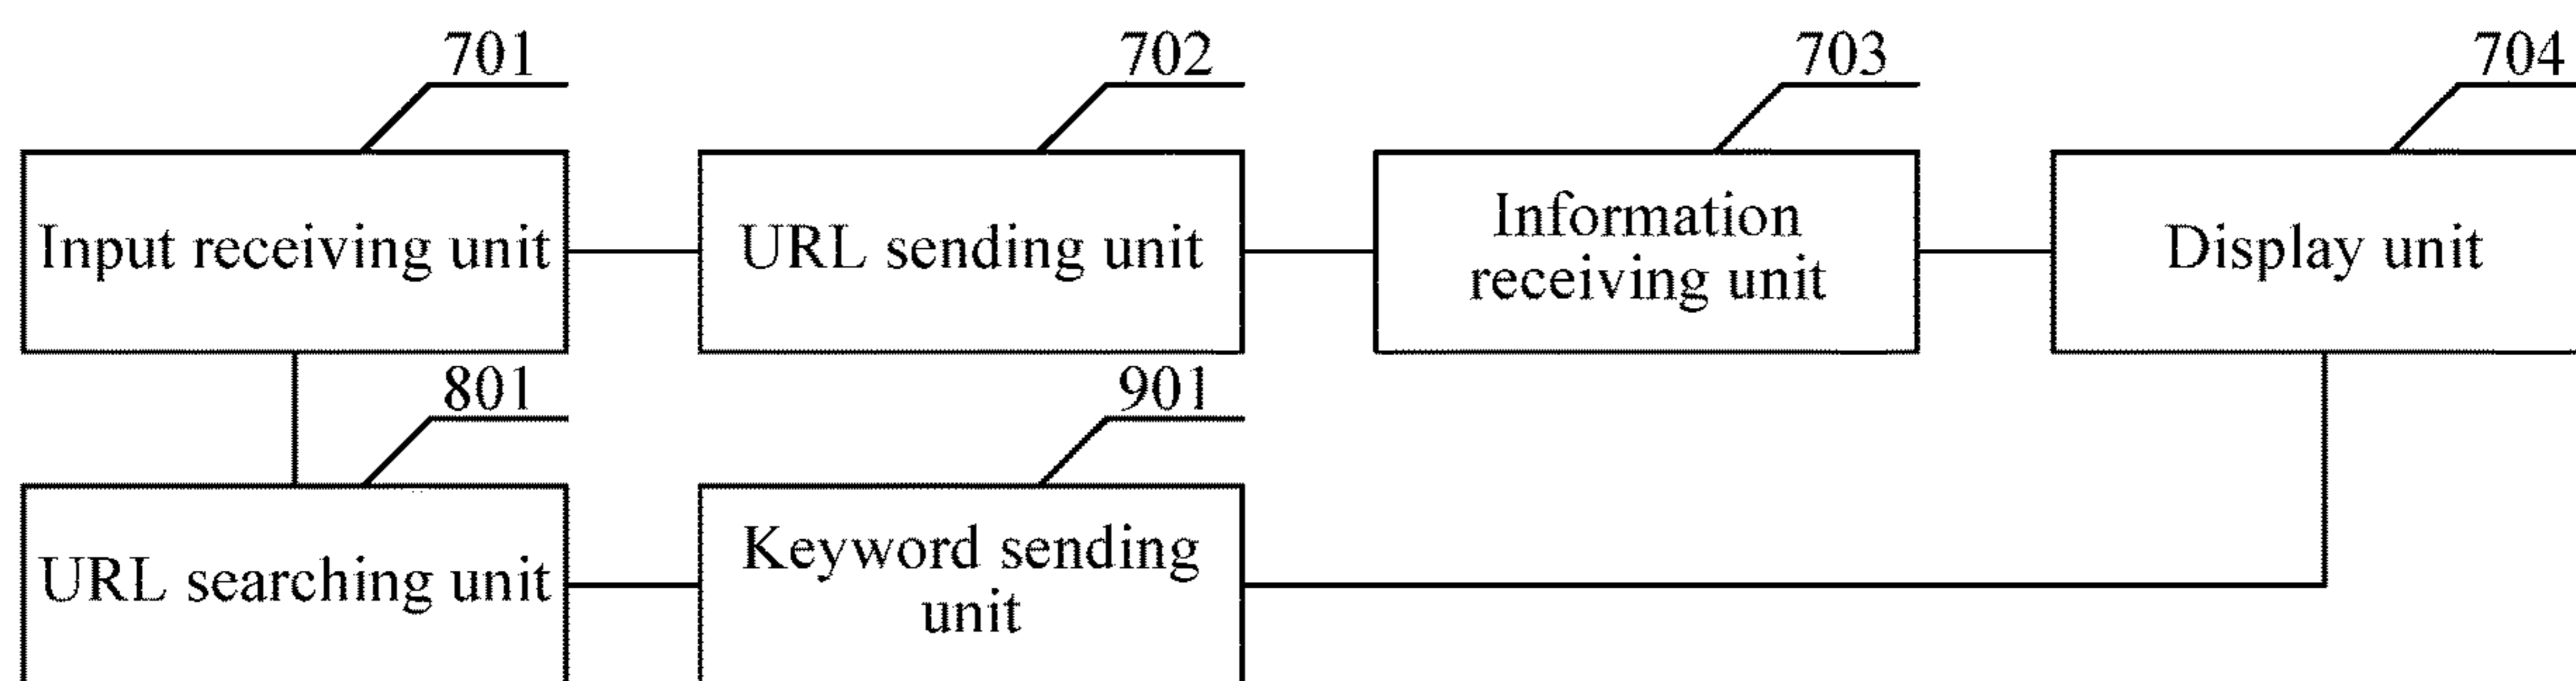 701
702
703
704
Input receiving unit
URL sending unit
Information
receiving unit
Display unit
801
901
URL searching unit
Keyword sending
unit